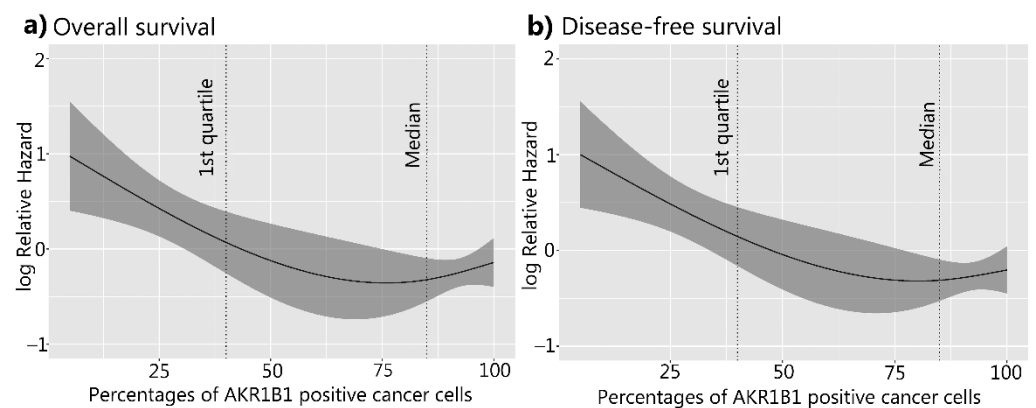 a) Overall survival
2
1
0
−1
log Relative Hazard
1st quartile
Median
25
50
75
100
Percentages of AKR1B1 positive cancer cells
b) Disease-free survival
2
1
0
−1
log Relative Hazard
1st quartile
Median
25
50
75
100
Percentages of AKR1B1 positive cancer cells